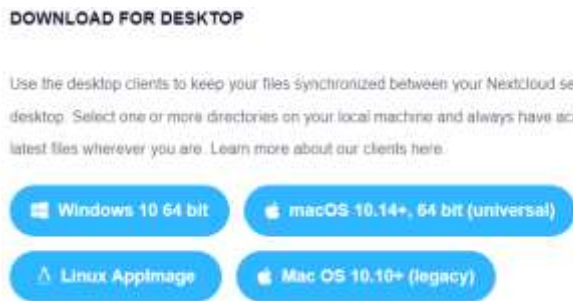 DOWNLOAD FOR DESKTOP
Use the desktop clients to keep your files synchronized between your Nextcloud se
desktop. Select one or more directories on your local machine and always have ac
latest files wherever you are. Learn more about our clients here.
Windows 10 64 bit
macOS 10.14+, 64 bit (universal)
Linux AppImage
Mac OS 10.10+ (legacy)